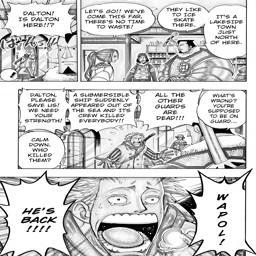 IT'S A
LAKESIDE
TOWN
JUST
NORTH
OF HERE.
THEY LIKE
TO ICE
SKATE
THERE.
LET'S GO!! WE'VE
COME THIS FAR,
THERE'S NO
TIME TO WASTE!
DALTON!
IS DALTON
HERE!!?
WHAT'S
WRONG?
YOU'RE
SUPPOSED
TO BE ON
GUARD...
ALL THE
OTHER
GUARDS
ARE
DEAD!!!
A SUBMERSIBLE
SHIP SUDDENLY
APPEARED OUT OF
THE SEA AND ITS
CREW KILLED
EVERYBODY!!
DALTON,
PLEASE
SAVE US!
WE NEED
YOUR
STRENGTH!
CALM
DOWN.
WHO
KILLED
THEM?
WAPOL!
HE'S
BACK
!!!!